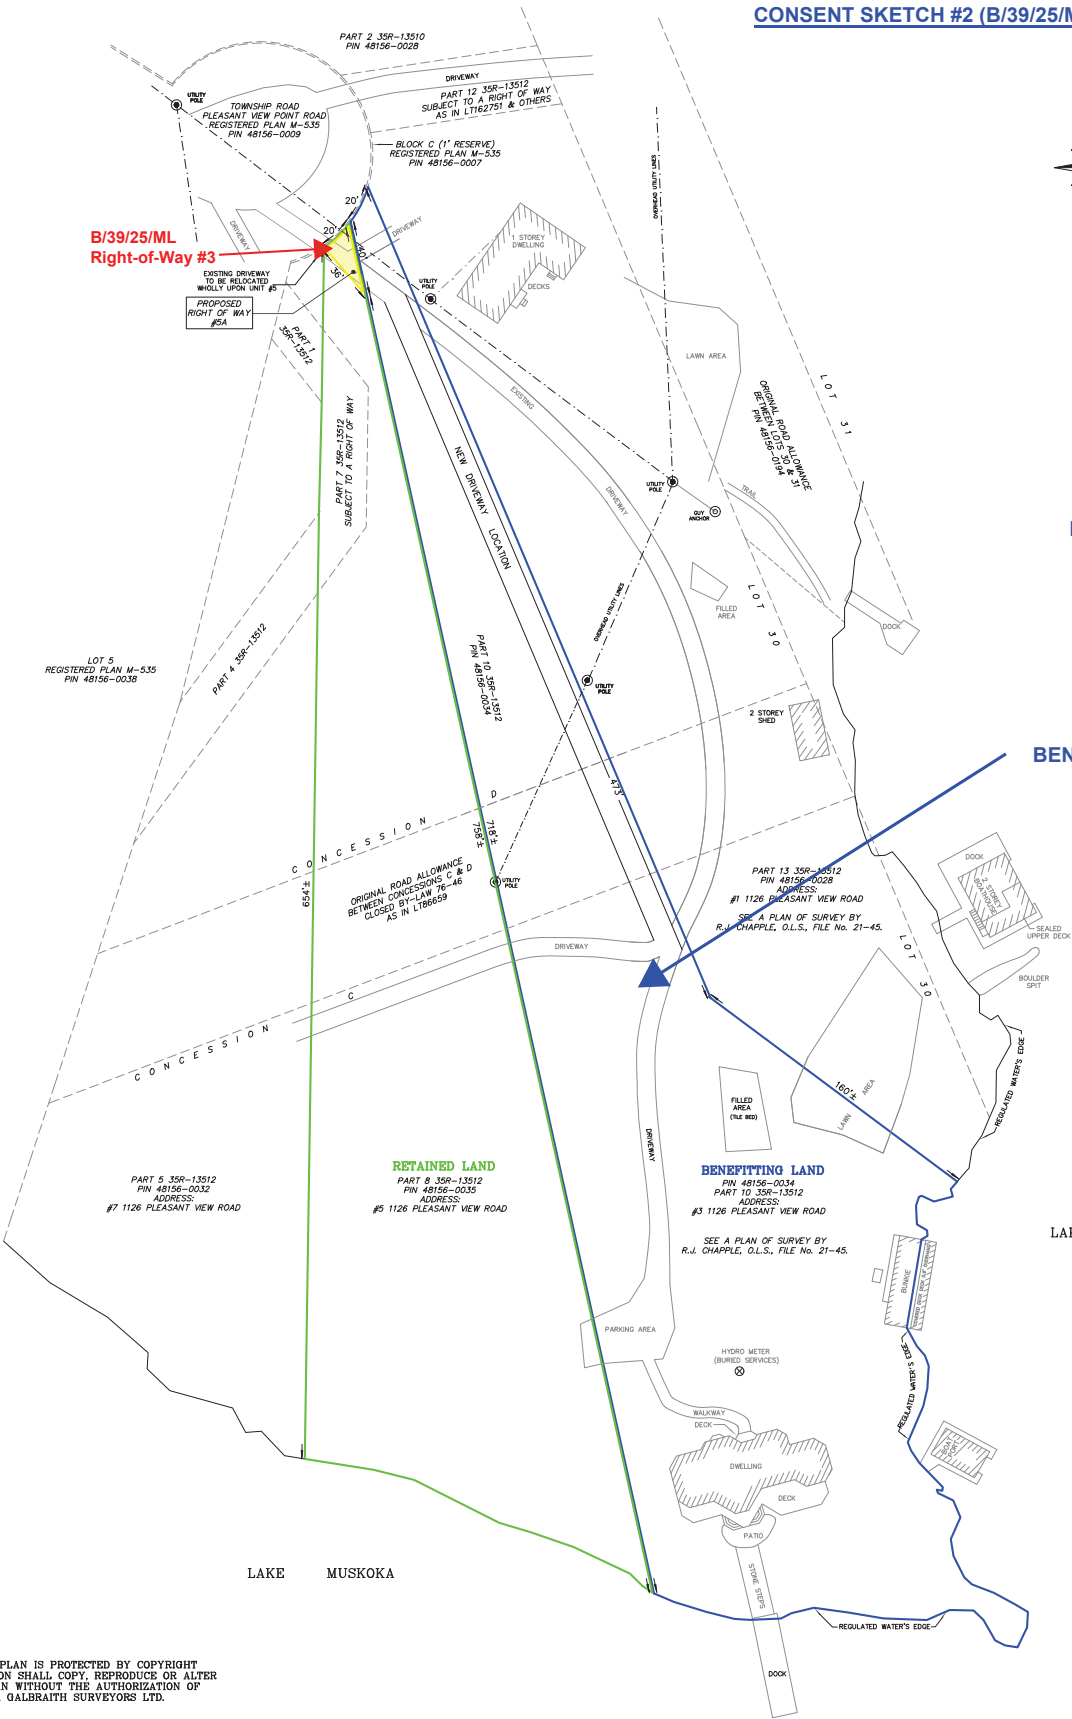 CONSENT SKETCH #2 (B/39/25/M
PART 2 35R-13510
PIN 48156-0028
DRIVEWAY
PART 12 35R-13512
SUBJECT TO A RIGHT OF WAY
AS IN LT162751 & OTHERS
UTILITY
POLE
TOWNSHIP ROAD
PLEASANT VIEW POINT ROAD
REGISTERED PLAN M-535
PIN 48156-0009
BLOCK C (1' RESERVE)
REGISTERED PLAN M-535
PIN 48156-0007
OVERHEAD UTILITY LINES
20'
20'
40'
36'
DRIVEWAY
DRIVEWAY
B/39/25/ML
Right-of-Way #3
EXISTING DRIVEWAY
TO BE RELOCATED
WHOLLY UPON UNIT #5
PROPOSED
RIGHT OF WAY
#5A
STOREY
DWELLING
DECKS
UTILITY
POLE
PART 1
35R-13512
LAWN AREA
LOT 31
ORIGINAL ROAD ALLOWANCE
BETWEEN LOTS 30 & 31
PIN 48156-0194
EXISTING
DRIVEWAY
PART 7 35R-13512
SUBJECT TO A RIGHT OF WAY
NEW DRIVEWAY LOCATION
UTILITY
POLE
GUY
ANCHOR
TRAIL
OVERHEAD UTILITY LINES
FILLED
AREA
LOT 30
DOCK
LOT 5
REGISTERED PLAN M-535
PIN 48156-0038
PART 4 35R-13512
PART 10 35R-13512
PIN 48156-0034
UTILITY
POLE
2 STOREY
SHED
BEN
473'
CONCESSION D
718'±
758'±
654'±
ORIGINAL ROAD ALLOWANCE
BETWEEN CONCESSIONS C & D
CLOSED BY-LAW 76-46
AS IN LT86659
UTILITY
POLE
PART 13 35R-13512
PIN 48156-0028
ADDRESS:
#1 1126 PLEASANT VIEW ROAD
SEE A PLAN OF SURVEY BY
R.J. CHAPPLE, O.L.S., FILE No. 21-45.
DOCK
2 STOREY
BOATHOUSE
SEALED
UPPER DECK
BOULDER
SPIT
LOT 30
DRIVEWAY
CONCESSION C
REGULATED WATER'S EDGE
160'±
LAWN AREA
FILLED
AREA
(TILE BED)
DRIVEWAY
RETAINED LAND
PART 8 35R-13512
PIN 48156-0035
ADDRESS:
#5 1126 PLEASANT VIEW ROAD
PART 5 35R-13512
PIN 48156-0032
ADDRESS:
#7 1126 PLEASANT VIEW ROAD
BENEFITTING LAND
PIN 48156-0034
PART 10 35R-13512
ADDRESS:
#3 1126 PLEASANT VIEW ROAD
SEE A PLAN OF SURVEY BY
R.J. CHAPPLE, O.L.S., FILE No. 21-45.
LAK
BUNKIE
REGULATED WATER'S EDGE
PARKING AREA
HYDRO METER
(BURIED SERVICES)
WALKWAY
DECK
DWELLING
DECK
BOAT
PORT
PATIO
STONE STEPS
LAKE MUSKOKA
REGULATED WATER'S EDGE
DOCK
PLAN IS PROTECTED BY COPYRIGHT
ON SHALL COPY, REPRODUCE OR ALTER
N WITHOUT THE AUTHORIZATION OF
GALBRAITH SURVEYORS LTD.